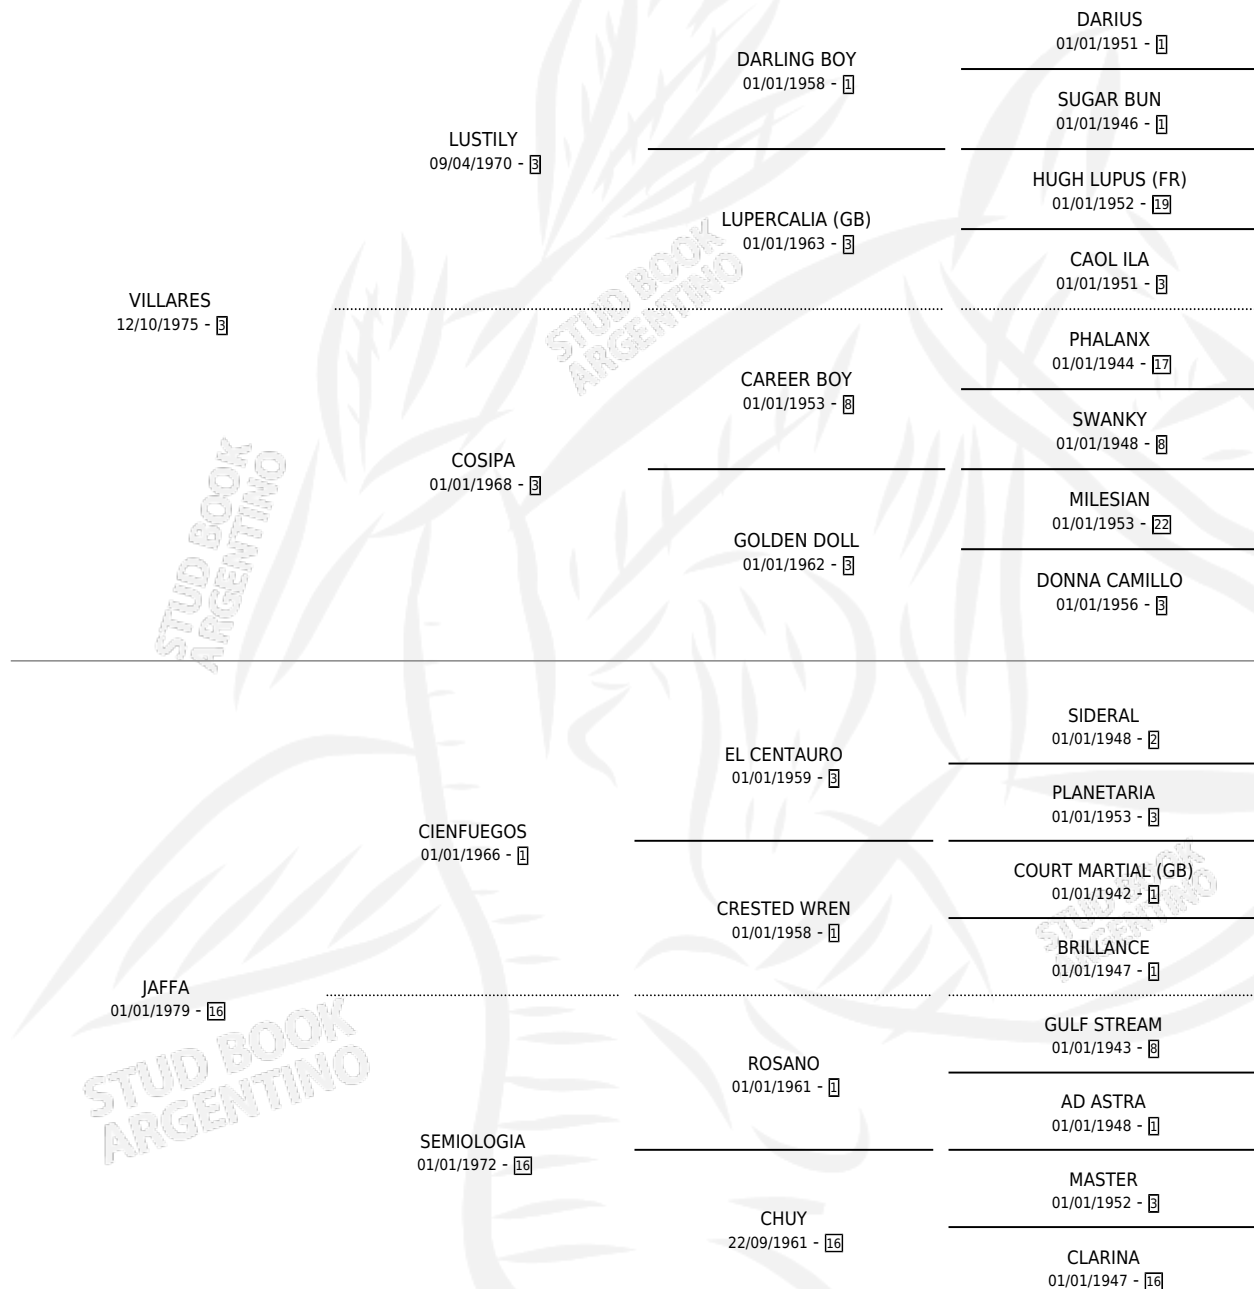 DARIUS
01/01/1951 - 1
DARLING BOY
01/01/1958 - 1
SUGAR BUN
01/01/1946 - 1
LUSTILY
09/04/1970 - 3
HUGH LUPUS (FR)
01/01/1952 - 19
LUPERCALIA (GB)
01/01/1963 - 3
CAOL ILA
01/01/1951 - 3
VILLARES
12/10/1975 - 3
PHALANX
01/01/1944 - 17
CAREER BOY
01/01/1953 - 8
SWANKY
01/01/1948 - 8
COSIPA
01/01/1968 - 3
MILESIAN
01/01/1953 - 22
GOLDEN DOLL
01/01/1962 - 3
DONNA CAMILLO
01/01/1956 - 3
SIDERAL
01/01/1948 - 2
EL CENTAURO
01/01/1959 - 3
PLANETARIA
01/01/1953 - 3
CIENFUEGOS
01/01/1966 - 1
COURT MARTIAL (GB)
01/01/1942 - 1
CRESTED WREN
01/01/1958 - 1
BRILLANCE
01/01/1947 - 1
JAFFA
01/01/1979 - 16
GULF STREAM
01/01/1943 - 8
ROSANO
01/01/1961 - 1
AD ASTRA
01/01/1948 - 1
SEMIOLOGIA
01/01/1972 - 16
MASTER
01/01/1952 - 3
CHUY
22/09/1961 - 16
CLARINA
01/01/1947 - 16
STUD BOOK
ARGENTINO
STUD BOOK
ARGENTINO
STUD BOOK
ARGENTINO
STUD BOOK
ARGENTINO